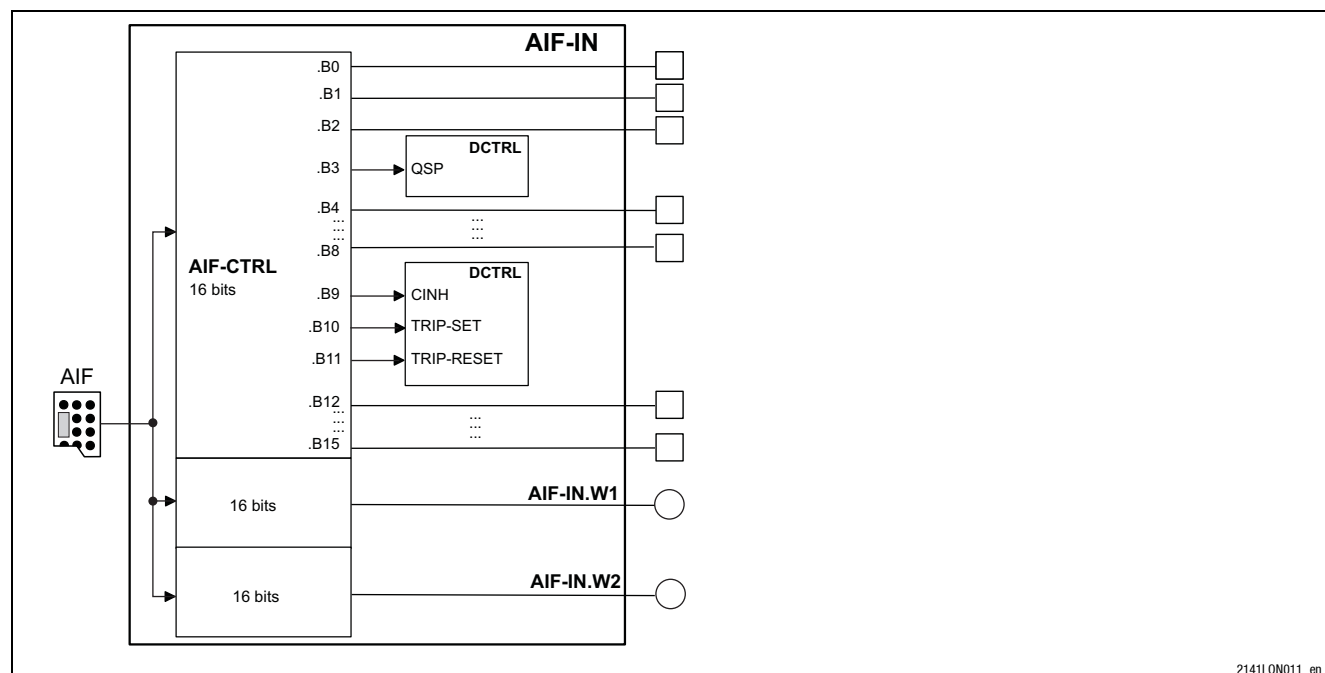 AIF-IN
.B0
.B1
.B2
DCTRL
.B3
QSP
.B4
... ...
... ...
.B8
AIF-CTRL
16 bits
DCTRL
.B9
CINH
.B10
TRIP-SET
.B11
TRIP-RESET
AIF
.B12
... ...
... ...
.B15
16 bits
AIF-IN.W1
16 bits
AIF-IN.W2
2141LON011_en